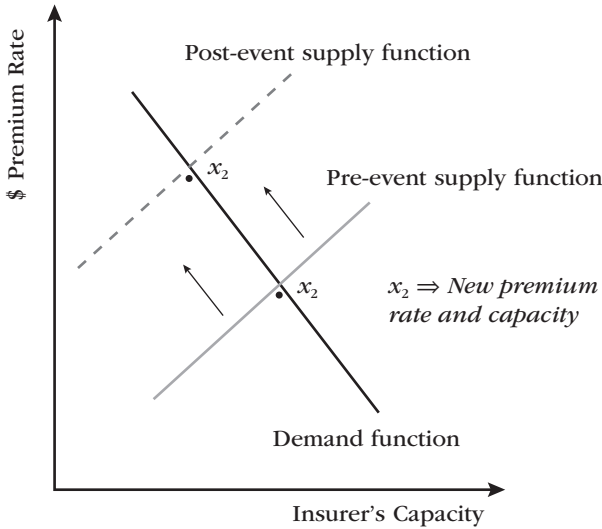 $ Premium Rate
Post-event supply function
x₂
Pre-event supply function
x₂
x₂ ⇒ New premium
rate and capacity
Demand function
Insurer's Capacity